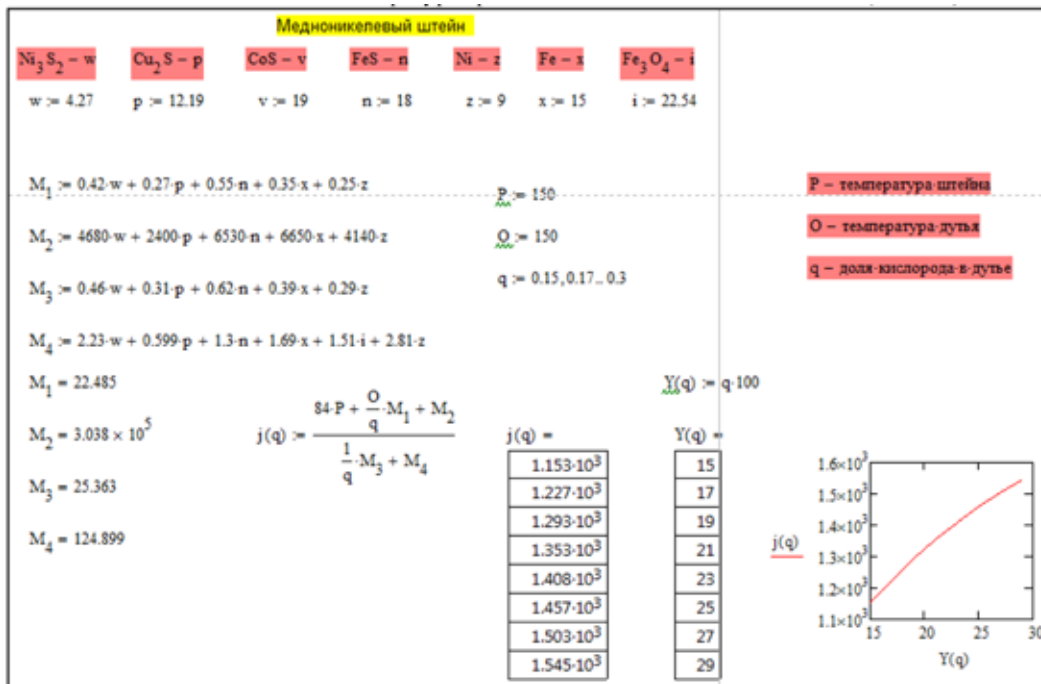 Медноникелевый штейн
Ni3S2 − w Cu2S − p CoS − v FeS − n Ni − z Fe − x Fe3O4 − i
w := 4.27 p := 12.19 v := 19 n := 18 z := 9 x := 15 i := 22.54
M1 := 0.42·w + 0.27·p + 0.55·n + 0.35·x + 0.25·z
P := 150
P − температура·штейна
M2 := 4680·w + 2400·p + 6530·n + 6650·x + 4140·z
O := 150
O − температура·дутья
q := 0.15, 0.17.. 0.3
q − доля·кислорода·в·дутье
M3 := 0.46·w + 0.31·p + 0.62·n + 0.39·x + 0.29·z
M4 := 2.23·w + 0.599·p + 1.3·n + 1.69·x + 1.51·i + 2.81·z
M1 = 22.485
Y(q) := q·100
M2 = 3.038 × 10^5
j(q) := (84·P + O/q·M1 + M2) / (1/q·M3 + M4)
M3 = 25.363
M4 = 124.899
j(q) = Y(q) =
1.153·10^3 15
1.227·10^3 17
1.293·10^3 19
1.353·10^3 21
1.408·10^3 23
1.457·10^3 25
1.503·10^3 27
1.545·10^3 29
1.6×10^3
1.5×10^3
1.4×10^3
j(q) 1.3×10^3
1.2×10^3
1.1×10^3
15 20 25 30
Y(q)